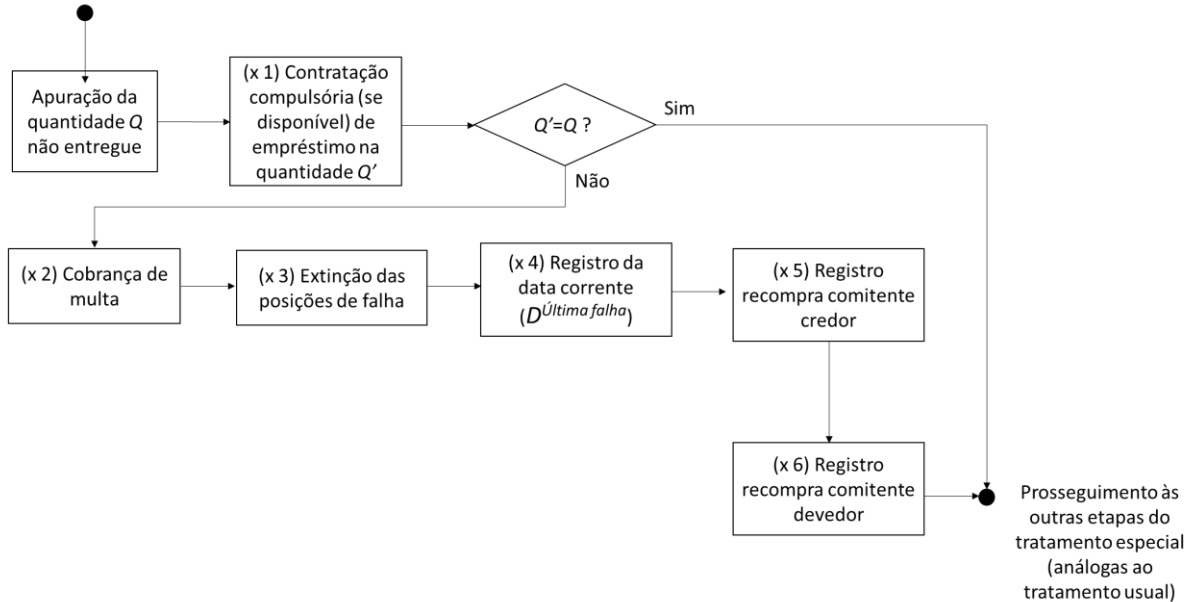 Apuração da
quantidade Q
não entregue
(x 1) Contratação
compulsória (se
disponível) de
empréstimo na
quantidade Q’
Q’=Q ?
Sim
Não
(x 2) Cobrança de
multa
(x 3) Extinção das
posições de falha
(x 4) Registro da
data corrente
(D^Última falha)
(x 5) Registro
recompra comitente
credor
(x 6) Registro
recompra comitente
devedor
Prosseguimento às
outras etapas do
tratamento especial
(análogas ao
tratamento usual)